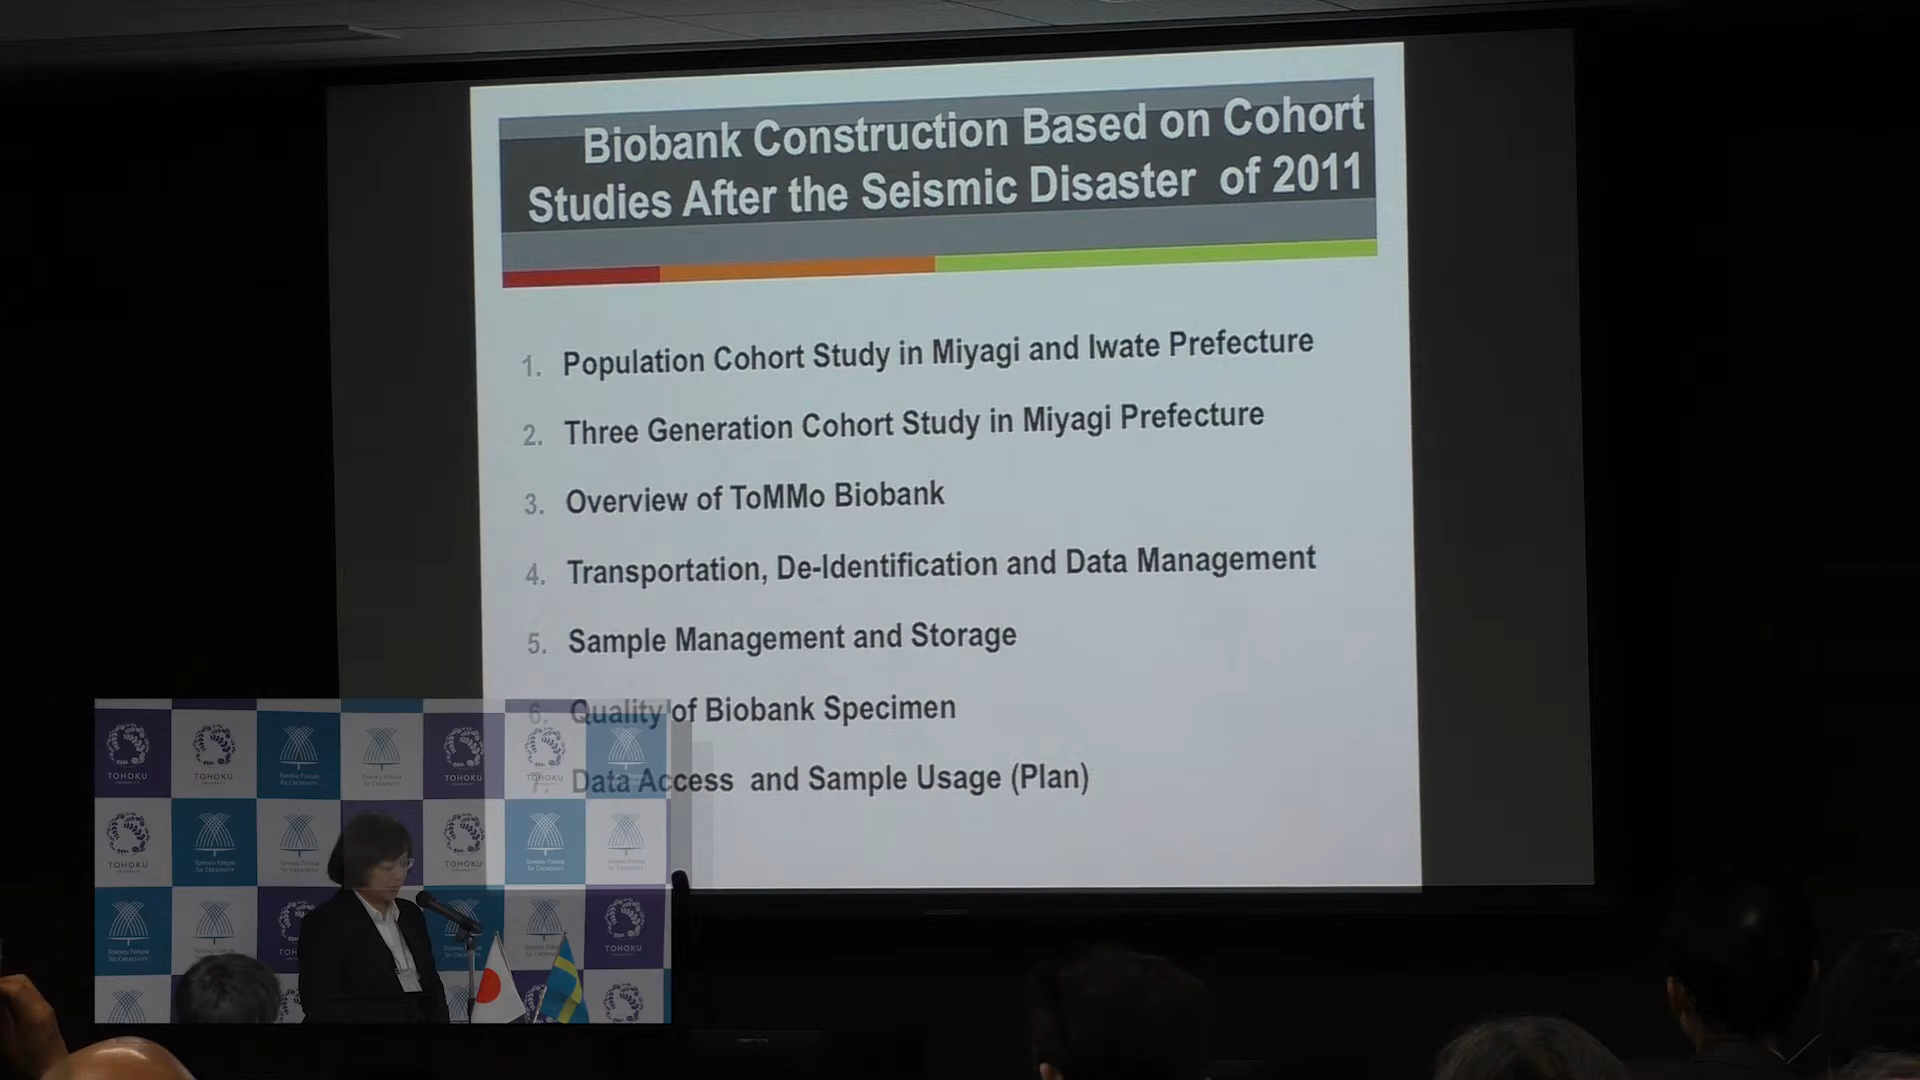 Biobank Construction Based on Cohort
Studies After the Seismic Disaster of 2011
1. Population Cohort Study in Miyagi and Iwate Prefecture
2. Three Generation Cohort Study in Miyagi Prefecture
3. Overview of ToMMo Biobank
4. Transportation, De-Identification and Data Management
5. Sample Management and Storage
6. Quality of Biobank Specimen
7. Data Access and Sample Usage (Plan)
TOHOKU
TOHOKU
TOHOKU
TOHOKU
TOHOKU
TOHOKU
TOHOKU